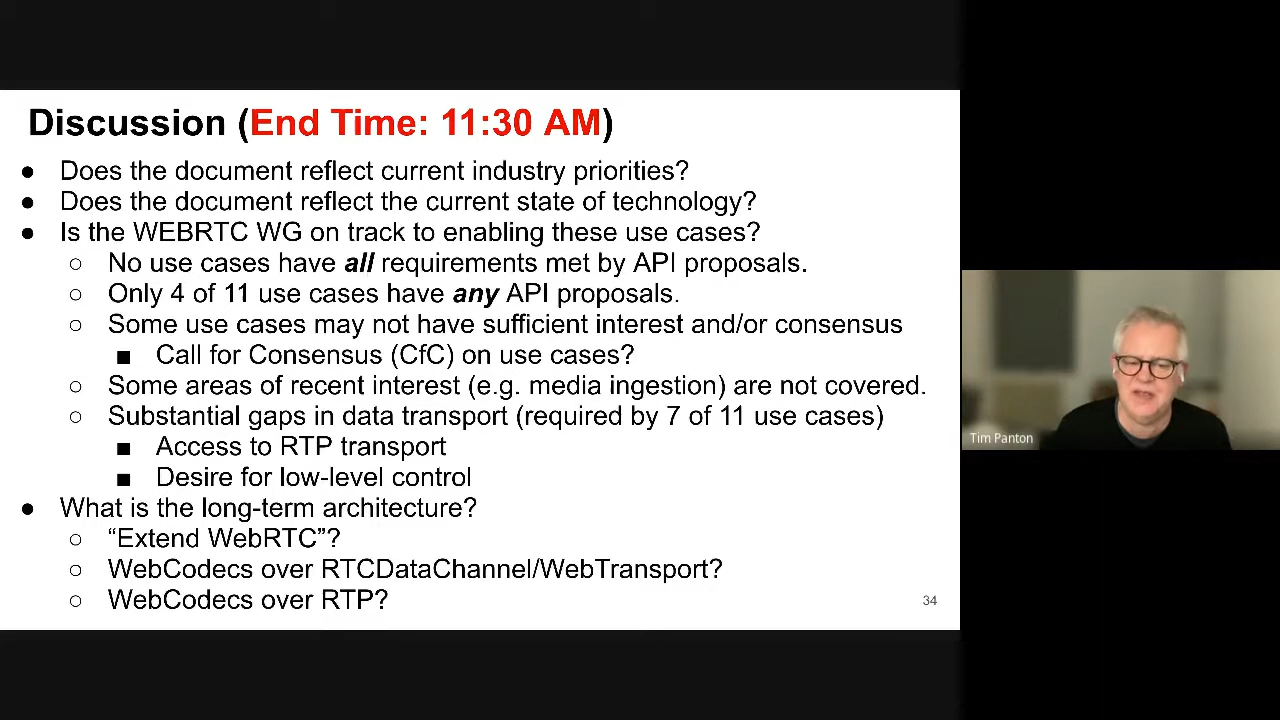 Discussion (End Time: 11:30 AM)
● Does the document reflect current industry priorities?
● Does the document reflect the current state of technology?
● Is the WEBRTC WG on track to enabling these use cases?
○ No use cases have all requirements met by API proposals.
○ Only 4 of 11 use cases have any API proposals.
○ Some use cases may not have sufficient interest and/or consensus
■ Call for Consensus (CfC) on use cases?
○ Some areas of recent interest (e.g. media ingestion) are not covered.
○ Substantial gaps in data transport (required by 7 of 11 use cases)
■ Access to RTP transport
■ Desire for low-level control
● What is the long-term architecture?
○ “Extend WebRTC”?
○ WebCodecs over RTCDataChannel/WebTransport?
○ WebCodecs over RTP?
34
Tim Panton